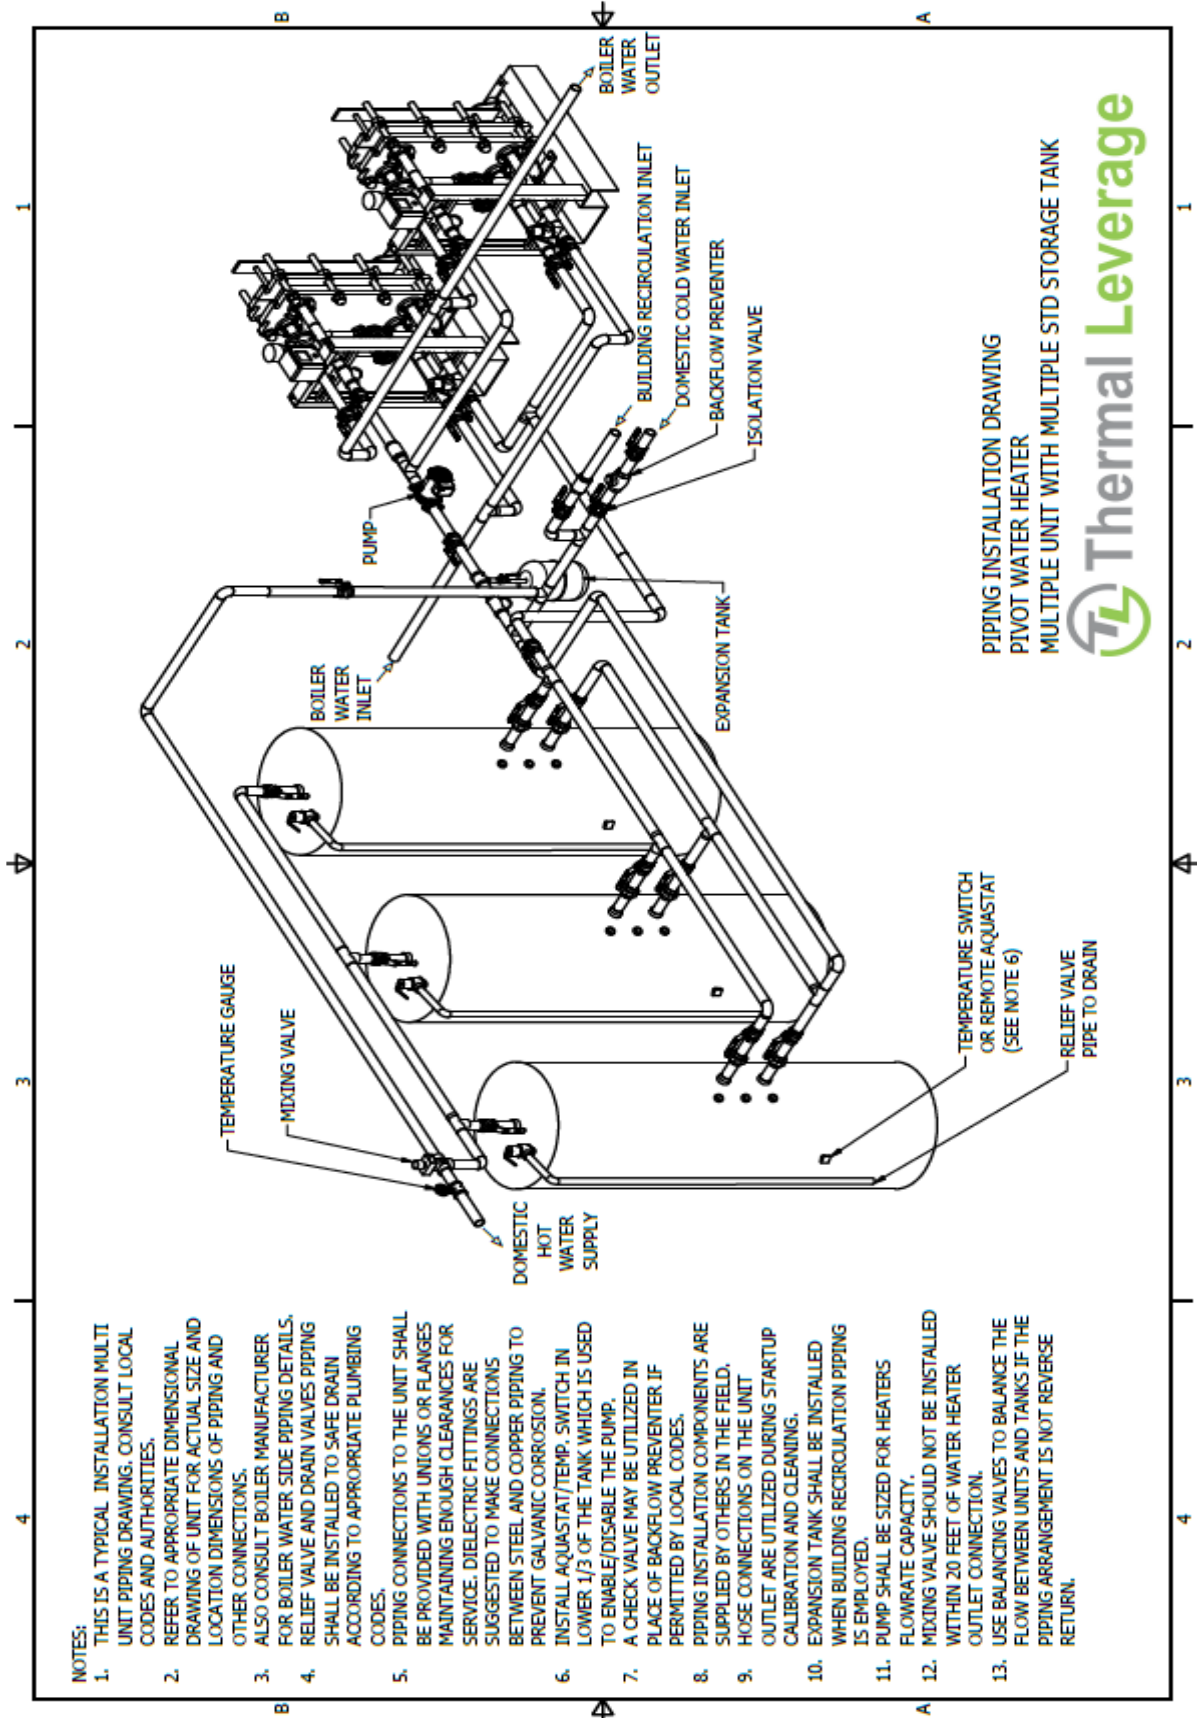 NOTES:
1. THIS IS A TYPICAL INSTALLATION MULTI
UNIT PIPING DRAWING. CONSULT LOCAL
CODES AND AUTHORITIES.
2. REFER TO APPROPRIATE DIMENSIONAL
DRAWING OF UNIT FOR ACTUAL SIZE AND
LOCATION DIMENSIONS OF PIPING AND
OTHER CONNECTIONS.
3. ALSO CONSULT BOILER MANUFACTURER
FOR BOILER WATER SIDE PIPING DETAILS.
4. RELIEF VALVE AND DRAIN VALVES PIPING
SHALL BE INSTALLED TO SAFE DRAIN
ACCORDING TO APPROPRIATE PLUMBING
CODES.
5. PIPING CONNECTIONS TO THE UNIT SHALL
BE PROVIDED WITH UNIONS OR FLANGES
MAINTAINING ENOUGH CLEARANCES FOR
SERVICE. DIELECTRIC FITTINGS ARE
SUGGESTED TO MAKE CONNECTIONS
BETWEEN STEEL AND COPPER PIPING TO
PREVENT GALVANIC CORROSION.
6. INSTALL AQUASTAT/TEMP. SWITCH IN
LOWER 1/3 OF THE TANK WHICH IS USED
TO ENABLE/DISABLE THE PUMP.
7. A CHECK VALVE MAY BE UTILIZED IN
PLACE OF BACKFLOW PREVENTER IF
PERMITTED BY LOCAL CODES.
8. PIPING INSTALLATION COMPONENTS ARE
SUPPLIED BY OTHERS IN THE FIELD.
9. HOSE CONNECTIONS ON THE UNIT
OUTLET ARE UTILIZED DURING STARTUP
CALIBRATION AND CLEANING.
10. EXPANSION TANK SHALL BE INSTALLED
WHEN BUILDING RECIRCULATION PIPING
IS EMPLOYED.
11. PUMP SHALL BE SIZED FOR HEATERS
FLOWRATE CAPACITY.
12. MIXING VALVE SHOULD NOT BE INSTALLED
WITHIN 20 FEET OF WATER HEATER
OUTLET CONNECTION.
13. USE BALANCING VALVES TO BALANCE THE
FLOW BETWEEN UNITS AND TANKS IF THE
PIPING ARRANGEMENT IS NOT REVERSE
RETURN.
TEMPERATURE GAUGE
MIXING VALVE
DOMESTIC
HOT
WATER
SUPPLY
BOILER
WATER
INLET
PUMP
BOILER
WATER
OUTLET
BUILDING RECIRCULATION INLET
DOMESTIC COLD WATER INLET
BACKFLOW PREVENTER
ISOLATION VALVE
EXPANSION TANK
TEMPERATURE SWITCH
OR REMOTE AQUASTAT
(SEE NOTE 6)
RELIEF VALVE
PIPE TO DRAIN
PIPING INSTALLATION DRAWING
PIVOT WATER HEATER
MULTIPLE UNIT WITH MULTIPLE STD STORAGE TANK
TL Thermal Leverage
4
3
2
1
4
3
2
1
B
A
B
A